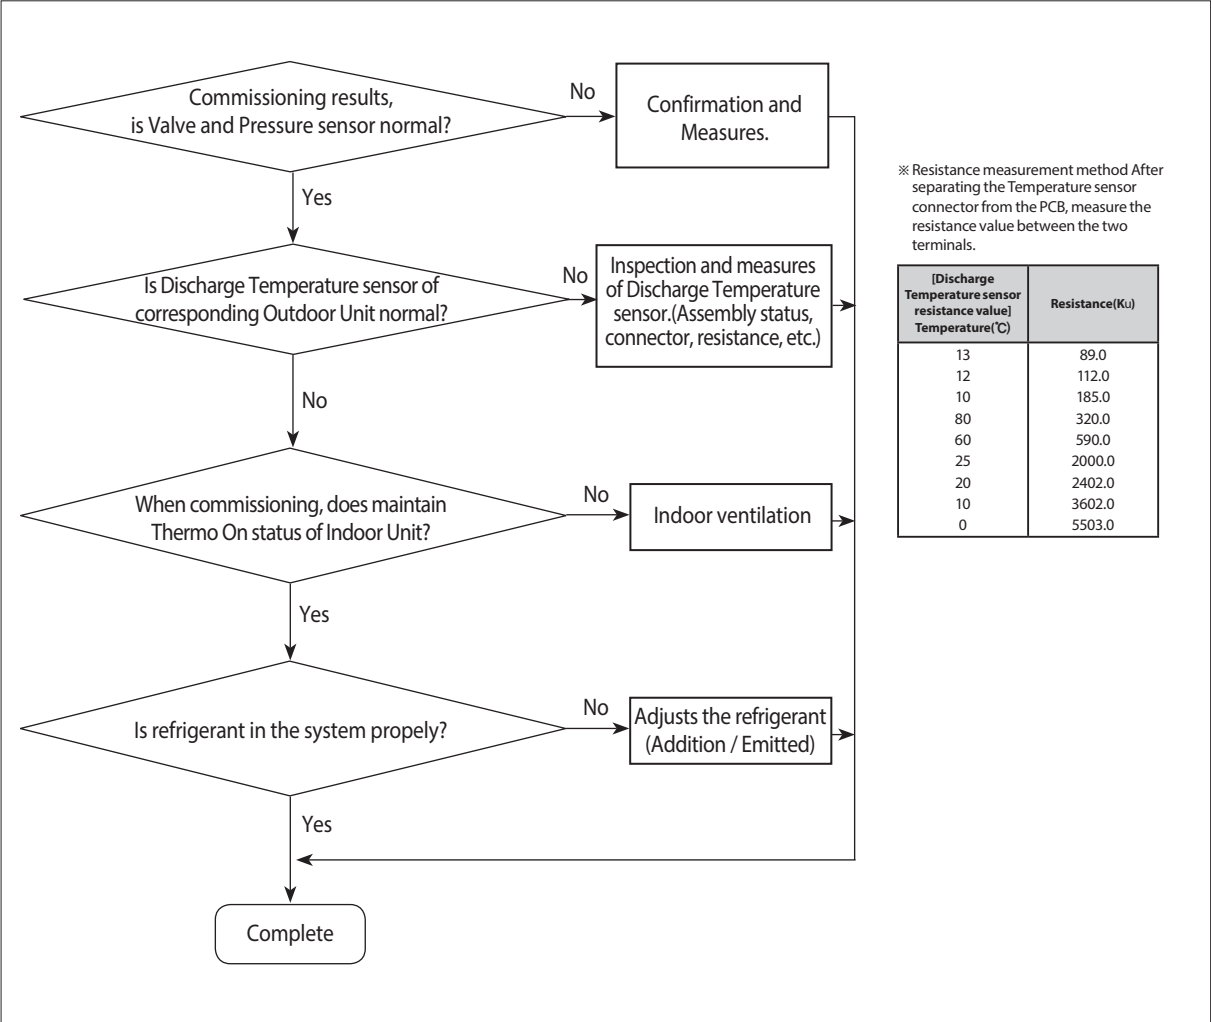 Commissioning results,
is Valve and Pressure sensor normal?
No
Confirmation and
Measures.
Yes
Is Discharge Temperature sensor of
corresponding Outdoor Unit normal?
No
Inspection and measures
of Discharge Temperature
sensor.(Assembly status,
connector, resistance, etc.)
No
When commissioning, does maintain
Thermo On status of Indoor Unit?
No
Indoor ventilation
Yes
Is refrigerant in the system propely?
No
Adjusts the refrigerant
(Addition / Emitted)
Yes
Complete
※ Resistance measurement method After
separating the Temperature sensor
connector from the PCB, measure the
resistance value between the two
terminals.
[Discharge
Temperature sensor
resistance value]
Temperature(℃)
Resistance(Ku)
13 89.0
12 112.0
10 185.0
80 320.0
60 590.0
25 2000.0
20 2402.0
10 3602.0
0 5503.0